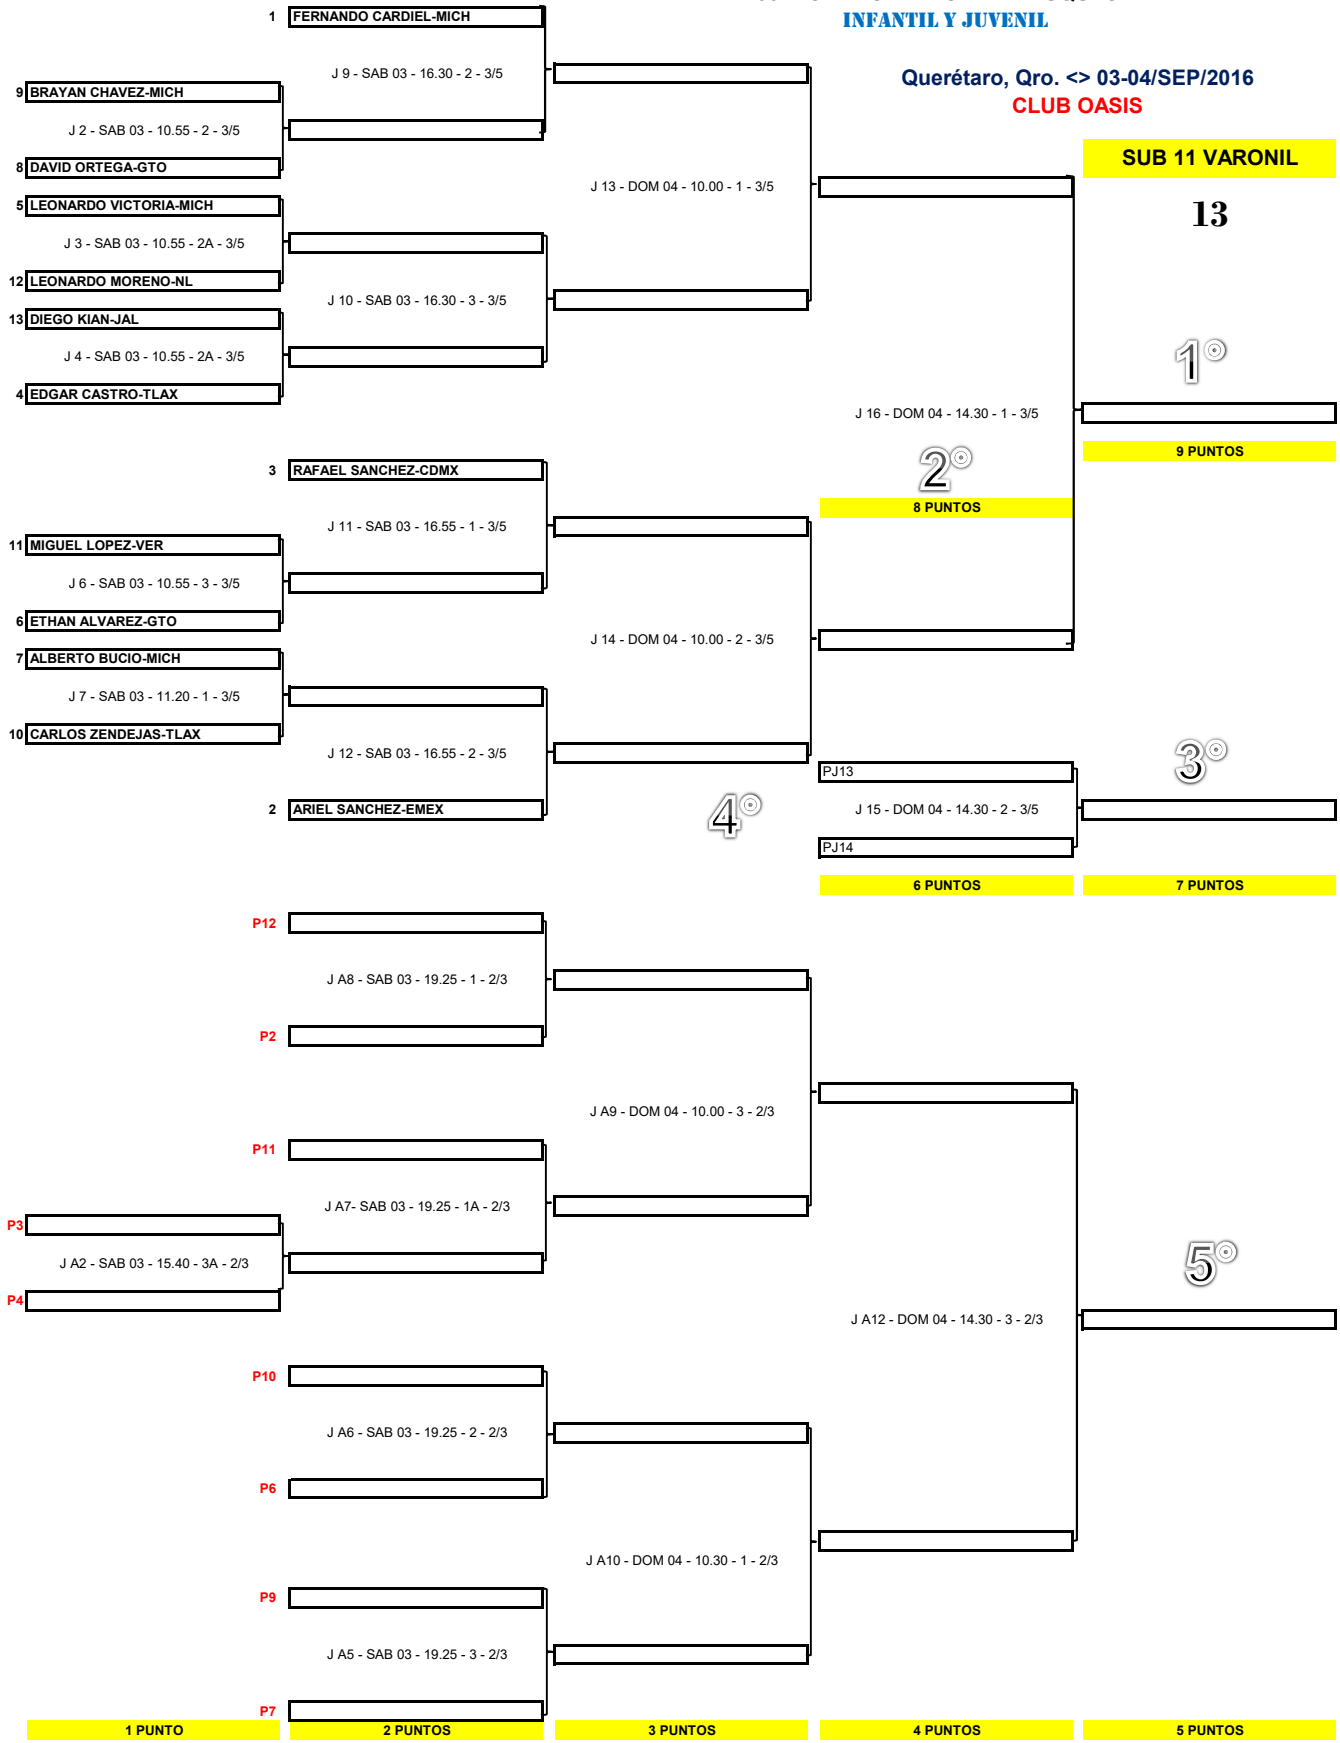 INFANTIL Y JUVENIL
Querétaro, Qro. <> 03-04/SEP/2016
CLUB OASIS
SUB 11 VARONIL
13
1 FERNANDO CARDIEL-MICH
J 9 - SAB 03 - 16.30 - 2 - 3/5
9 BRAYAN CHAVEZ-MICH
J 2 - SAB 03 - 10.55 - 2 - 3/5
8 DAVID ORTEGA-GTO
J 13 - DOM 04 - 10.00 - 1 - 3/5
5 LEONARDO VICTORIA-MICH
J 3 - SAB 03 - 10.55 - 2A - 3/5
12 LEONARDO MORENO-NL
J 10 - SAB 03 - 16.30 - 3 - 3/5
13 DIEGO KIAN-JAL
J 4 - SAB 03 - 10.55 - 2A - 3/5
4 EDGAR CASTRO-TLAX
1°
J 16 - DOM 04 - 14.30 - 1 - 3/5
9 PUNTOS
2°
8 PUNTOS
3 RAFAEL SANCHEZ-CDMX
J 11 - SAB 03 - 16.55 - 1 - 3/5
11 MIGUEL LOPEZ-VER
J 6 - SAB 03 - 10.55 - 3 - 3/5
6 ETHAN ALVAREZ-GTO
J 14 - DOM 04 - 10.00 - 2 - 3/5
7 ALBERTO BUCIO-MICH
J 7 - SAB 03 - 11.20 - 1 - 3/5
10 CARLOS ZENDEJAS-TLAX
J 12 - SAB 03 - 16.55 - 2 - 3/5
2 ARIEL SANCHEZ-EMEX
4°
PJ13
J 15 - DOM 04 - 14.30 - 2 - 3/5
PJ14
3°
6 PUNTOS
7 PUNTOS
P12
J A8 - SAB 03 - 19.25 - 1 - 2/3
P2
J A9 - DOM 04 - 10.00 - 3 - 2/3
P11
J A7- SAB 03 - 19.25 - 1A - 2/3
P3
J A2 - SAB 03 - 15.40 - 3A - 2/3
P4
5°
J A12 - DOM 04 - 14.30 - 3 - 2/3
P10
J A6 - SAB 03 - 19.25 - 2 - 2/3
P6
J A10 - DOM 04 - 10.30 - 1 - 2/3
P9
J A5 - SAB 03 - 19.25 - 3 - 2/3
P7
1 PUNTO
2 PUNTOS
3 PUNTOS
4 PUNTOS
5 PUNTOS